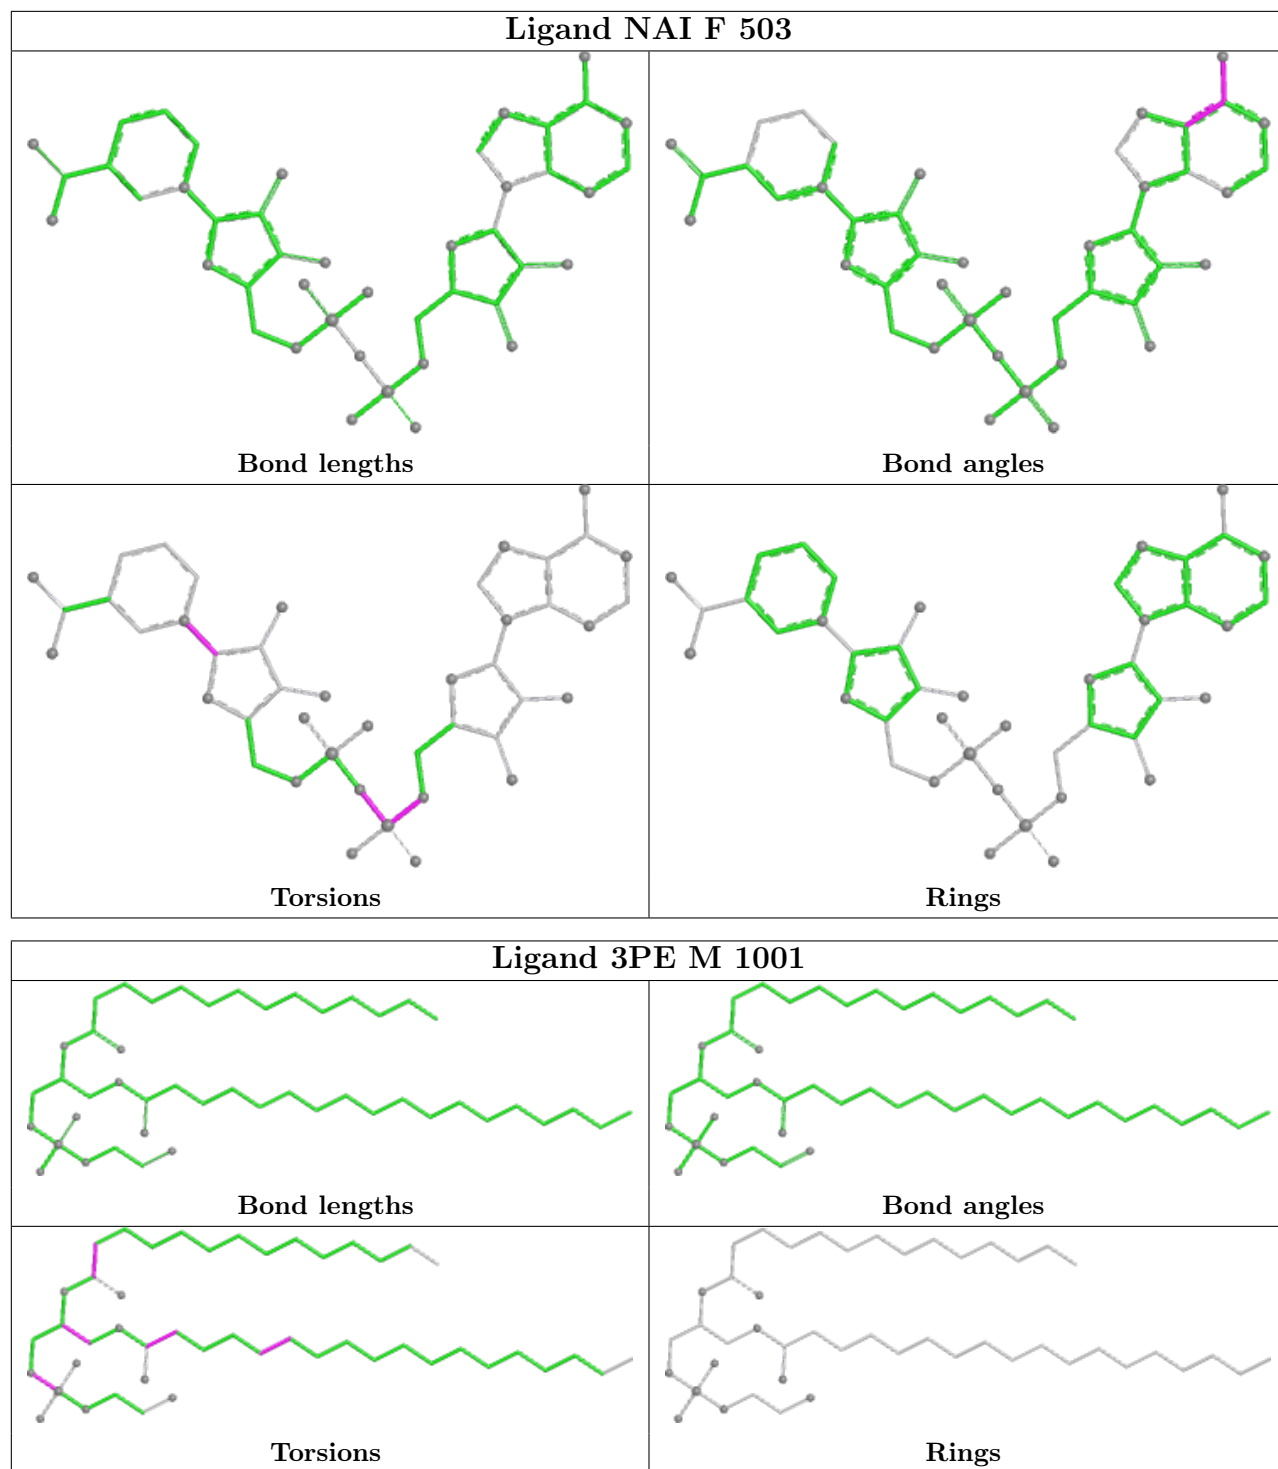 Ligand NAI F 503
Bond lengths
Bond angles
Torsions
Rings
Ligand 3PE M 1001
Bond lengths
Bond angles
Torsions
Rings